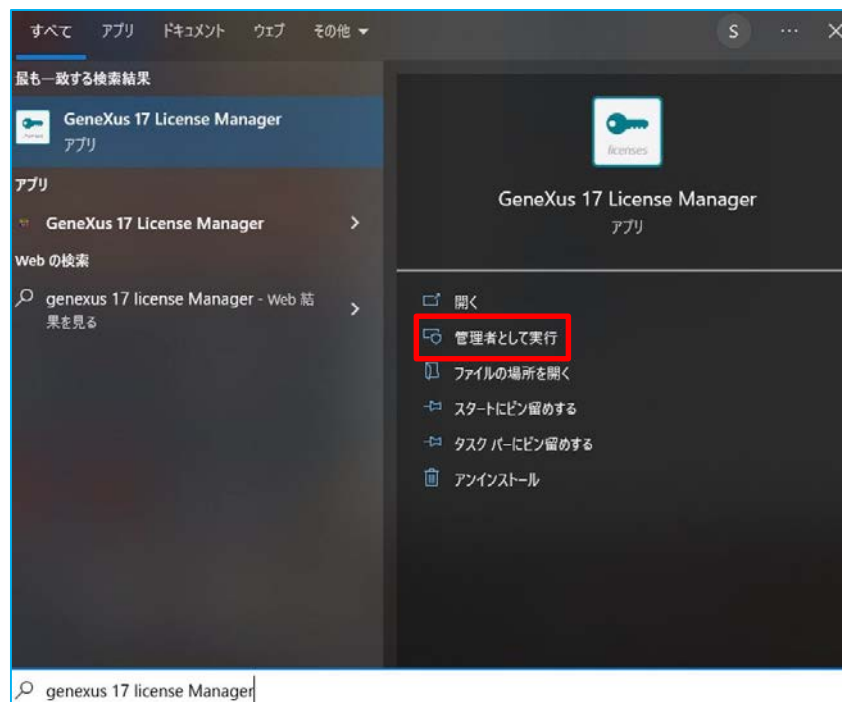 すべて アプリ ドキュメント ウェブ その他 ▼ S … ×
最も一致する検索結果
GeneXus 17 License Manager
アプリ
アプリ
GeneXus 17 License Manager
Web の検索
genexus 17 license Manager - Web 結
果を見る
licenses
GeneXus 17 License Manager
アプリ
開く
管理者として実行
ファイルの場所を開く
スタートにピン留めする
タスク バーにピン留めする
アンインストール
genexus 17 license Manager